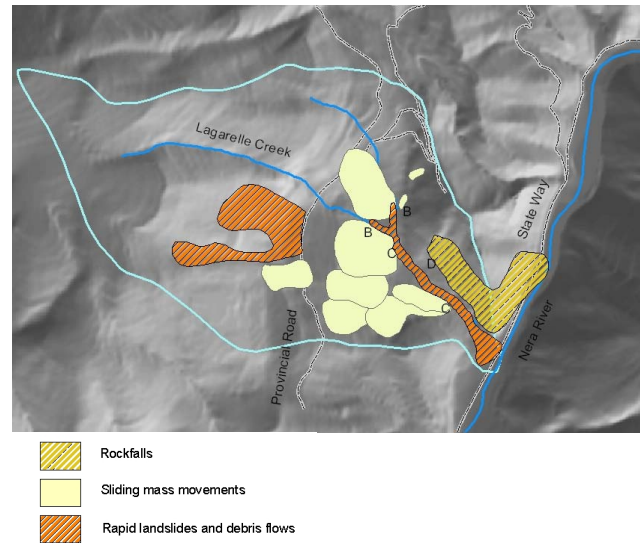 Lagarelle Creek
State Way
B
B
C
D
C
Nera River
Provincial Road
Rockfalls
Sliding mass movements
Rapid landslides and debris flows